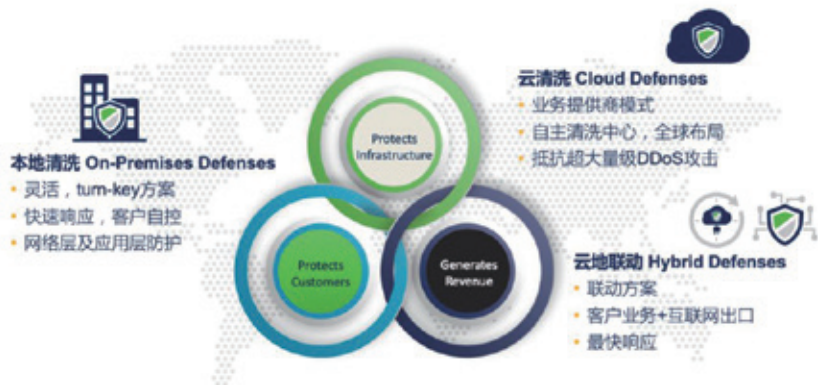 云清洗 Cloud Defenses
• 业务提供商模式
• 自主清洗中心，全球布局
• 抵抗超大量级DDoS攻击
本地清洗 On-Premises Defenses
• 灵活，turn-key方案
• 快速响应，客户自控
• 网络层及应用层防护
Protects
Infrastructure
Protects
Customers
Generates
Revenue
云地联动 Hybrid Defenses
• 联动方案
• 客户业务+互联网出口
• 最快响应